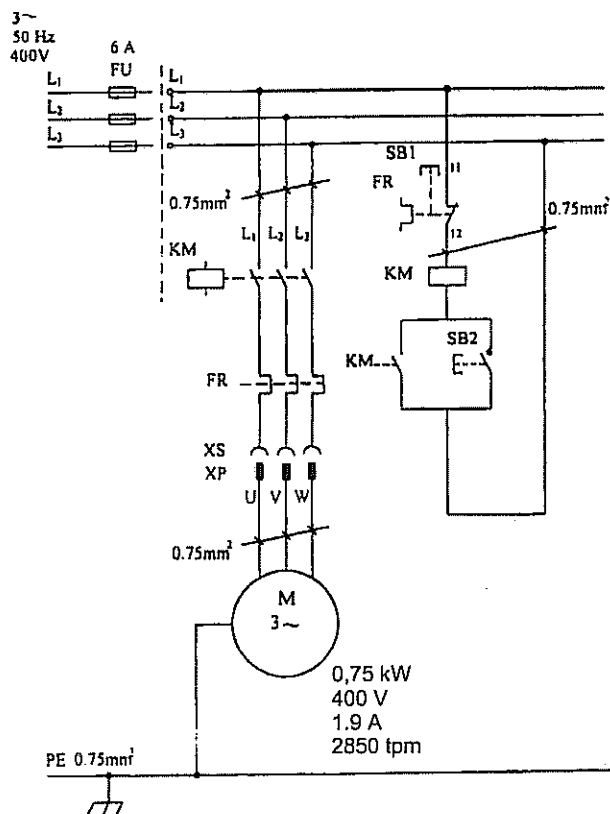 3~
50 Hz
400V
6 A
FU
L₁ L₁
L₂ L₂
L₃ L₃
SB1
11
FR
0.75mm²
0.75mm²
12
L₁ L₂ L₃
KM
KM
SB2
KM
FR
XS
XP
U V W
0.75mm²
M
3~
0,75 kW
400 V
1.9 A
2850 tpm
PE 0.75mm²